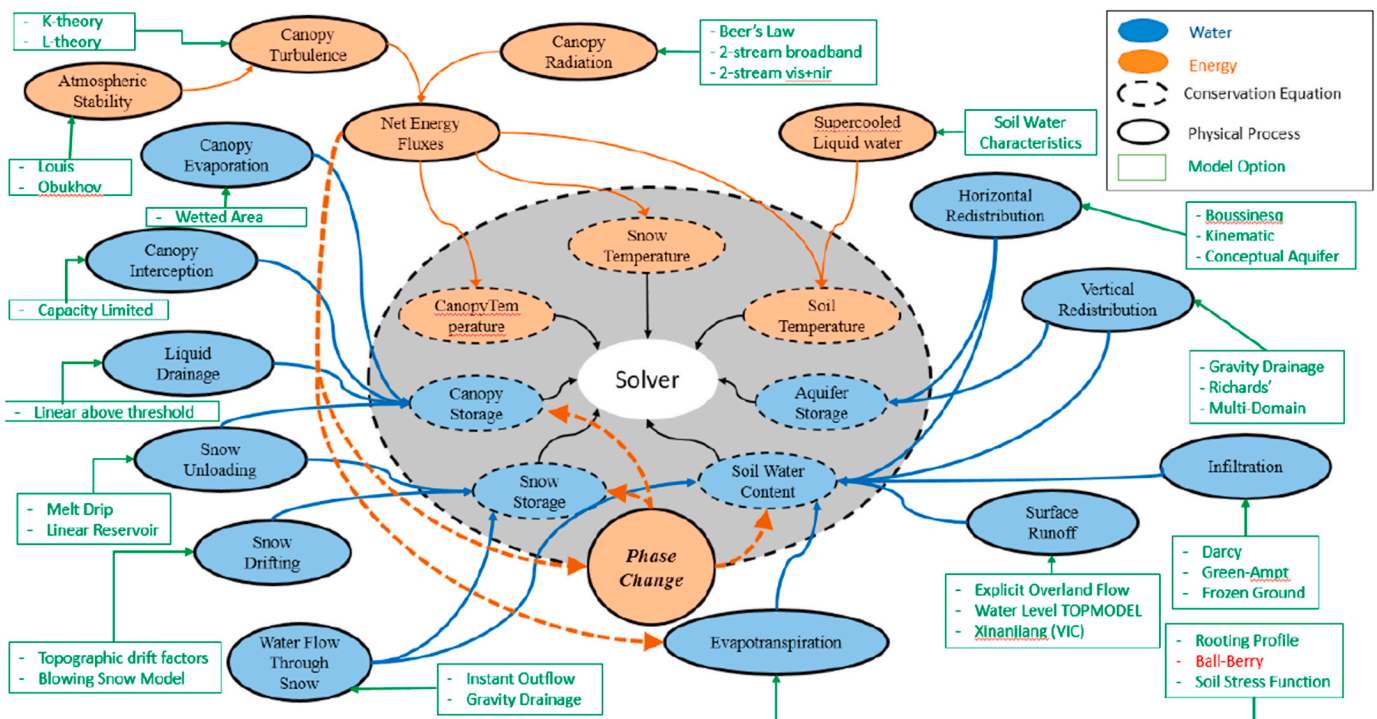 - K-theory
- L-theory
Canopy
Turbulence
Canopy
Radiation
- Beer's Law
- 2-stream broadband
- 2-stream vis+nir
Water
Energy
Conservation Equation
Physical Process
Model Option
Atmospheric
Stability
Net Energy
Fluxes
Supercooled
Liquid water
Soil Water
Characteristics
- Louis
- Obukhov
Canopy
Evaporation
- Wetted Area
Horizontal
Redistribution
- Boussinesq
- Kinematic
- Conceptual Aquifer
Canopy
Interception
- Capacity Limited
Snow
Temperature
CanopyTem
perature
Soil
Temperature
Vertical
Redistribution
- Gravity Drainage
- Richards'
- Multi-Domain
Liquid
Drainage
- Linear above threshold
Solver
Canopy
Storage
Aquifer
Storage
Snow
Unloading
- Melt Drip
- Linear Reservoir
Snow
Storage
Soil Water
Content
Infiltration
- Darcy
- Green-Ampt
- Frozen Ground
Snow
Drifting
- Topographic drift factors
- Blowing Snow Model
Phase
Change
Surface
Runoff
- Explicit Overland Flow
- Water Level TOPMODEL
- Xinanjiang (VIC)
Water Flow
Through
Snow
- Instant Outflow
- Gravity Drainage
Evapotranspiration
- Rooting Profile
- Ball-Berry
- Soil Stress Function